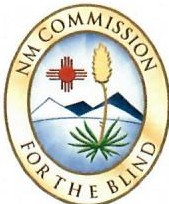 NM COMMISSION
FOR THE BLIND